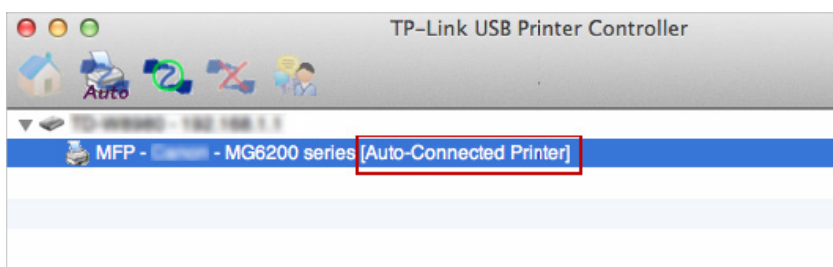 TP-Link USB Printer Controller
Auto
MFP - - MG6200 series [Auto-Connected Printer]